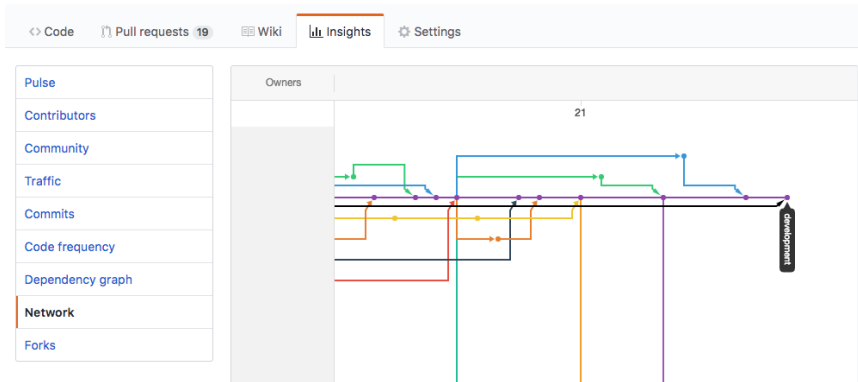 Code Pull requests 19 Wiki Insights Settings
Pulse
Contributors
Community
Traffic
Commits
Code frequency
Dependency graph
Network
Forks
Owners
21
development